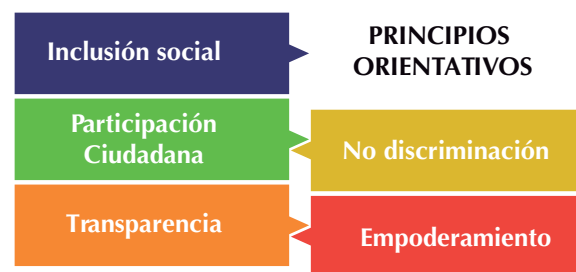 PRINCIPIOS
ORIENTATIVOS
Inclusión social
Participación
Ciudadana
No discriminación
Transparencia
Empoderamiento